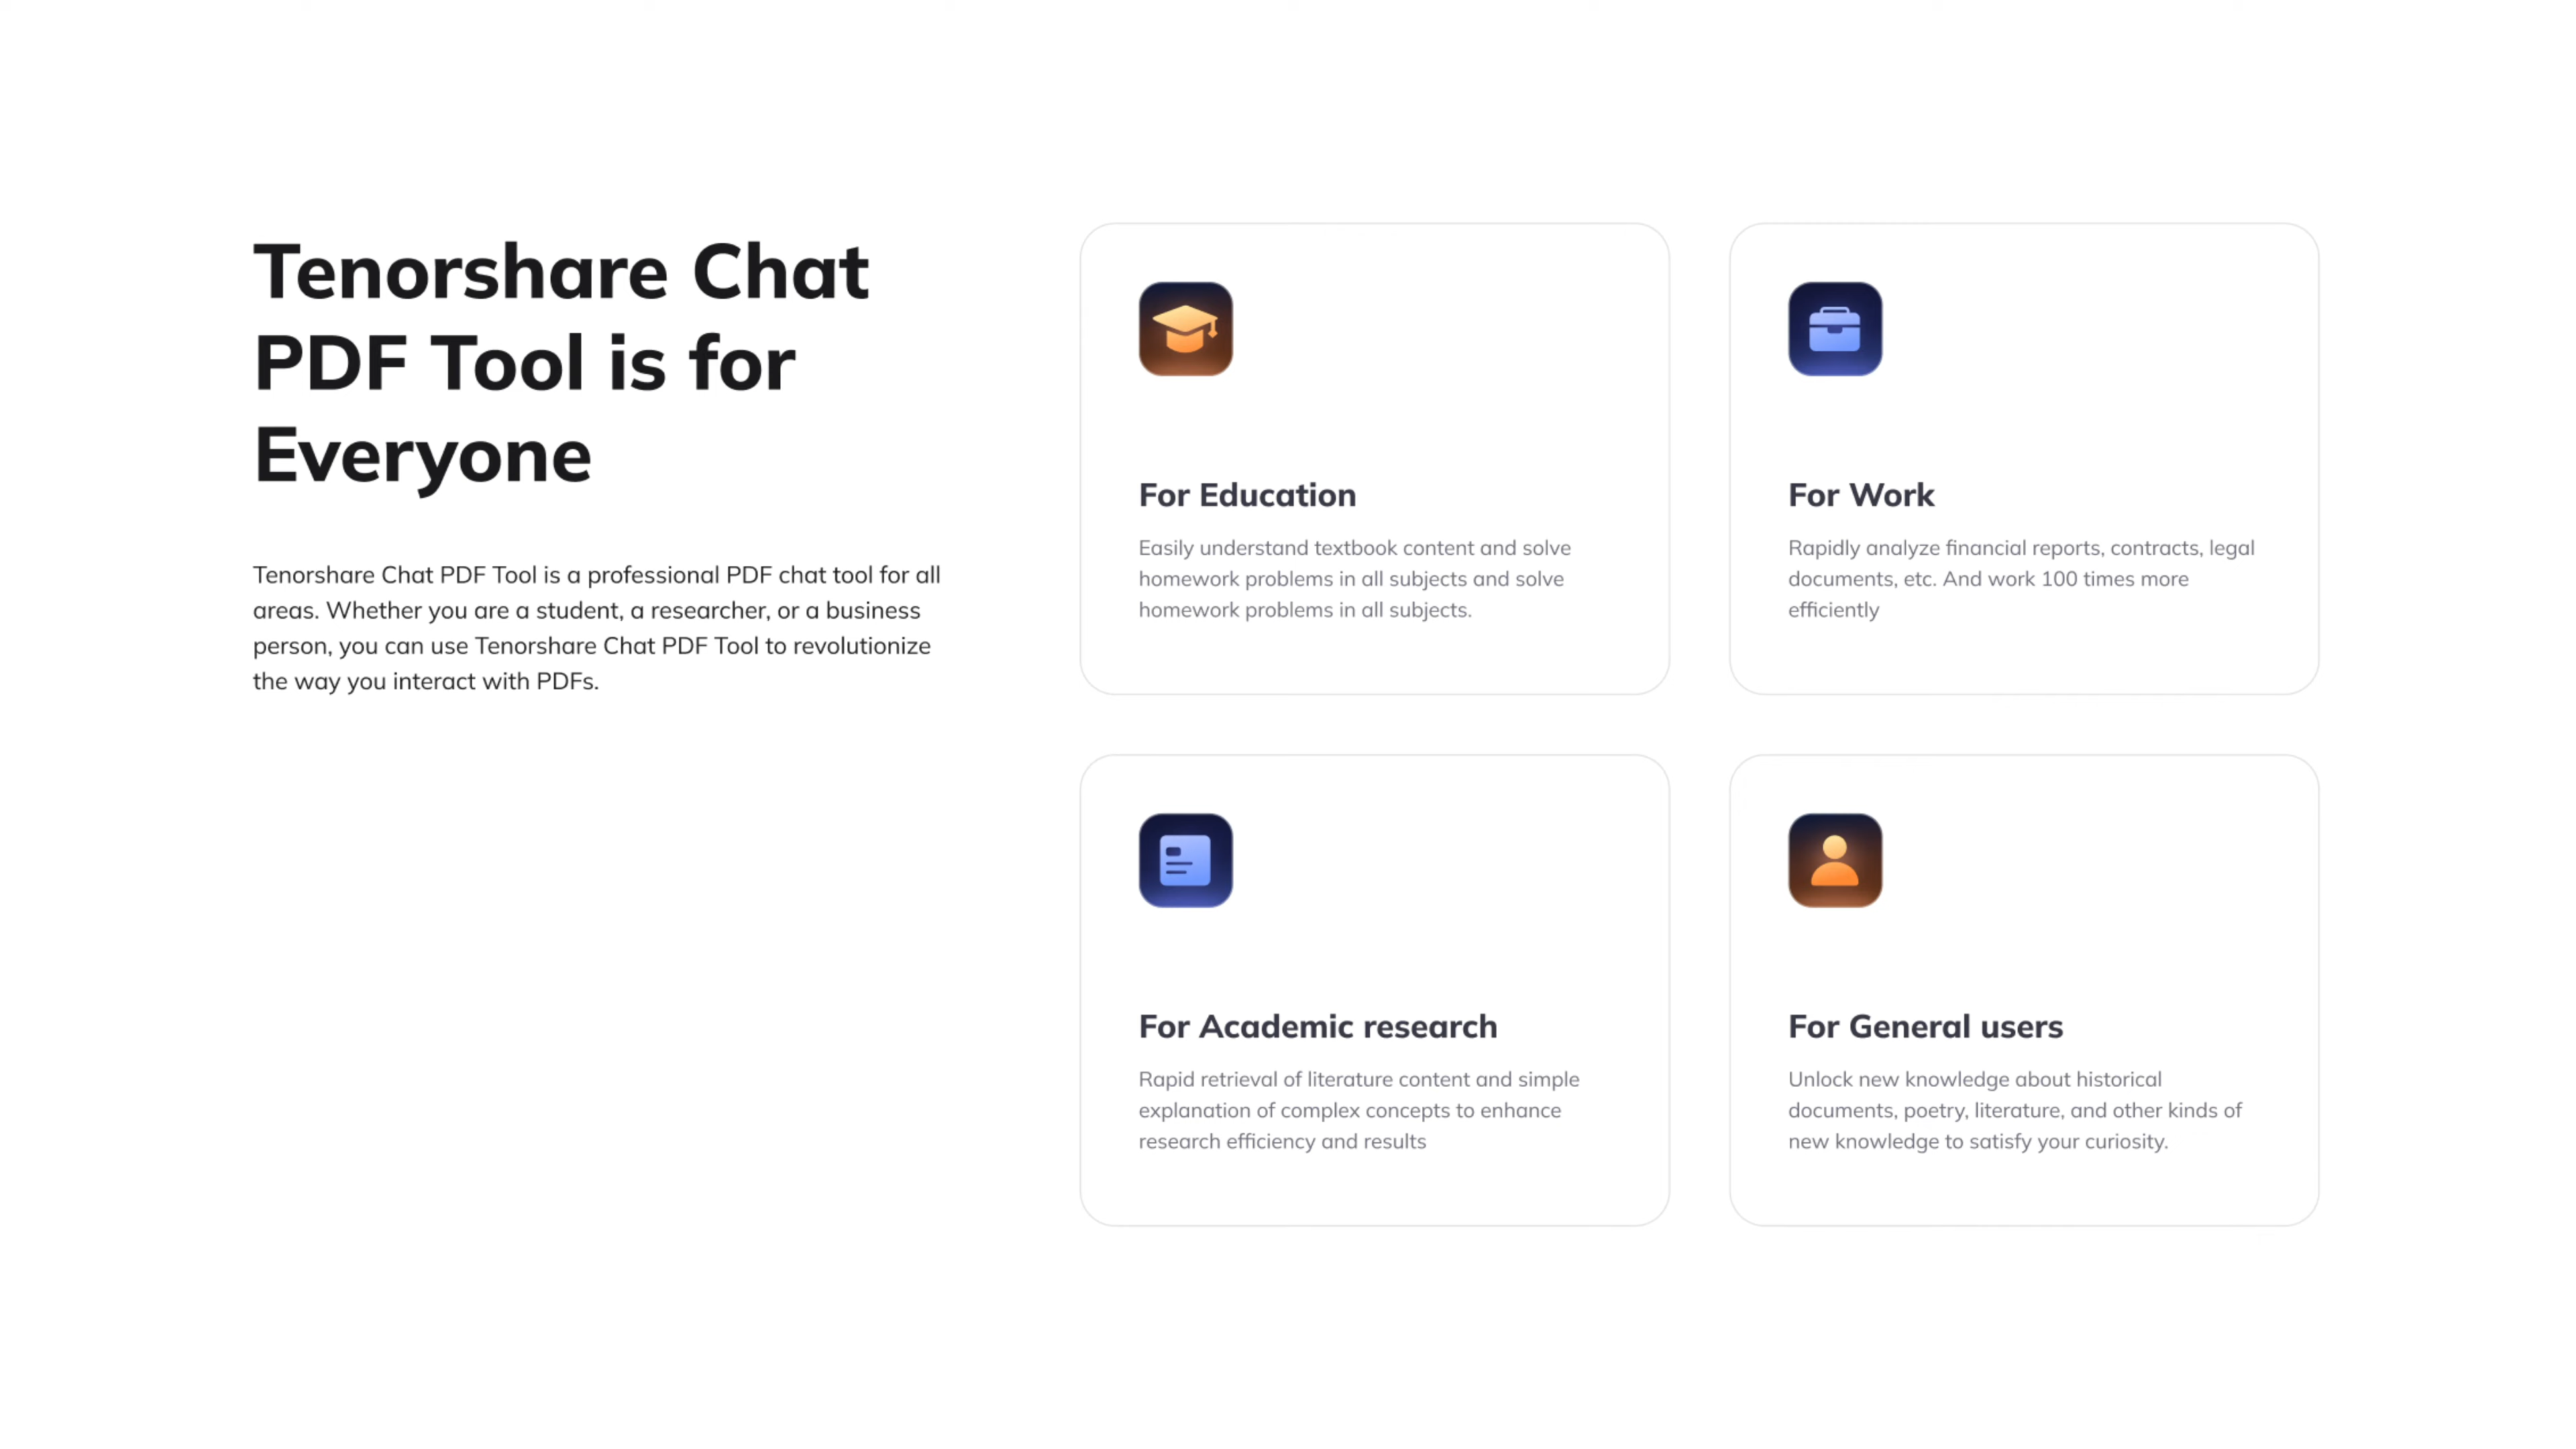 Tenorshare Chat
PDF Tool is for
Everyone
Tenorshare Chat PDF Tool is a professional PDF chat tool for all
areas. Whether you are a student, a researcher, or a business
person, you can use Tenorshare Chat PDF Tool to revolutionize
the way you interact with PDFs.
For Education
Easily understand textbook content and solve
homework problems in all subjects and solve
homework problems in all subjects.
For Work
Rapidly analyze financial reports, contracts, legal
documents, etc. And work 100 times more
efficiently
For Academic research
Rapid retrieval of literature content and simple
explanation of complex concepts to enhance
research efficiency and results
For General users
Unlock new knowledge about historical
documents, poetry, literature, and other kinds of
new knowledge to satisfy your curiosity.